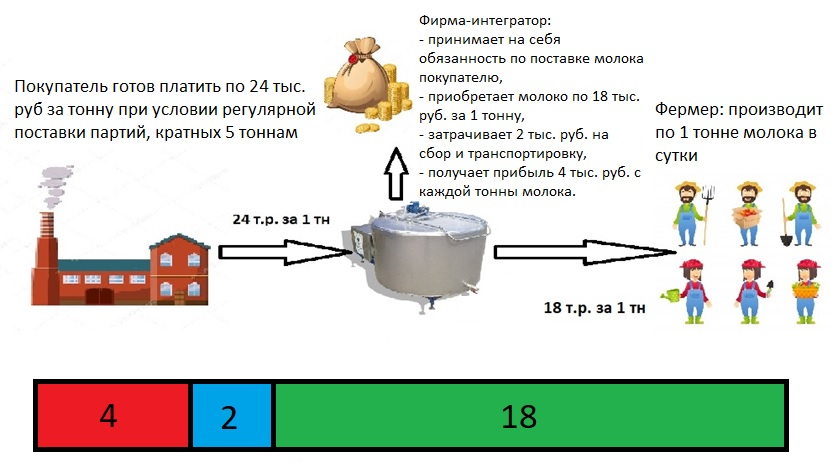 Покупатель готов платить по 24 тыс.
руб за тонну при условии регулярной
поставки партий, кратных 5 тоннам
Фирма-интегратор:
- принимает на себя
обязанность по поставке молока
покупателю,
- приобретает молоко по 18 тыс.
руб. за 1 тонну,
- затрачивает 2 тыс. руб. на
сбор и транспортировку,
- получает прибыль 4 тыс. руб. с
каждой тонны молока.
Фермер: производит
по 1 тонне молока в
сутки
24 т.р. за 1 тн
18 т.р. за 1 тн
4
2
18